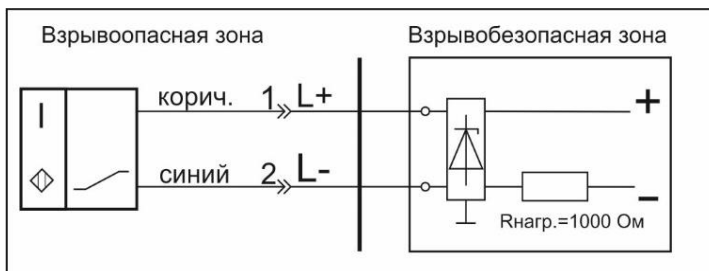 Взрывоопасная зона
Взрывобезопасная зона
корич. 1 L+
+
I
синий 2 L-
–
Rнагр.=1000 Ом